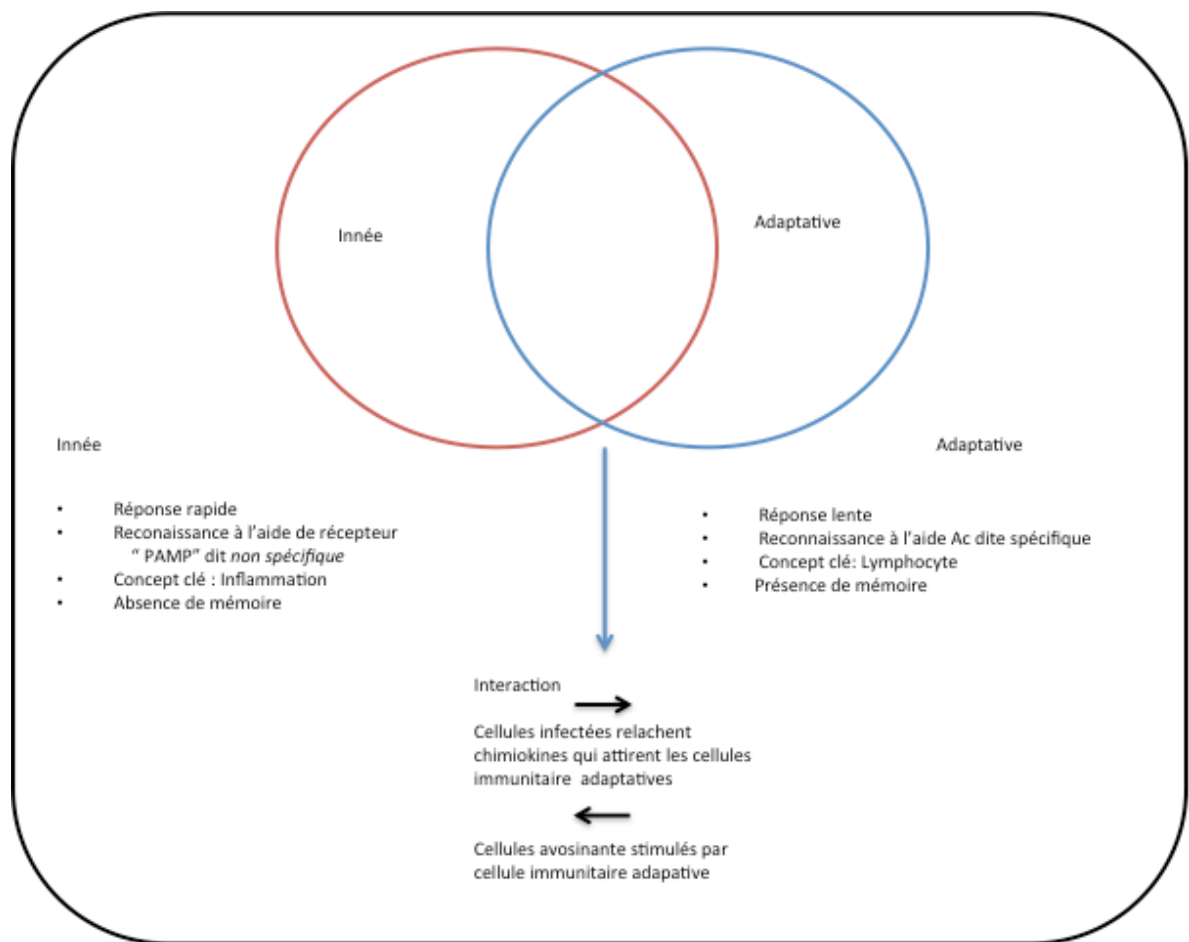 Innée
Adaptative
Innée
• Réponse rapide
• Reconaissance à l'aide de récepteur
“ PAMP” dit non spécifique
• Concept clé : Inflammation
• Absence de mémoire
Adaptative
• Réponse lente
• Reconnaissance à l'aide Ac dite spécifique
• Concept clé: Lymphocyte
• Présence de mémoire
Interaction
Cellules infectées relachent
chimiokines qui attirent les cellules
immunitaire adaptatives
Cellules avosinante stimulés par
cellule immunitaire adapative